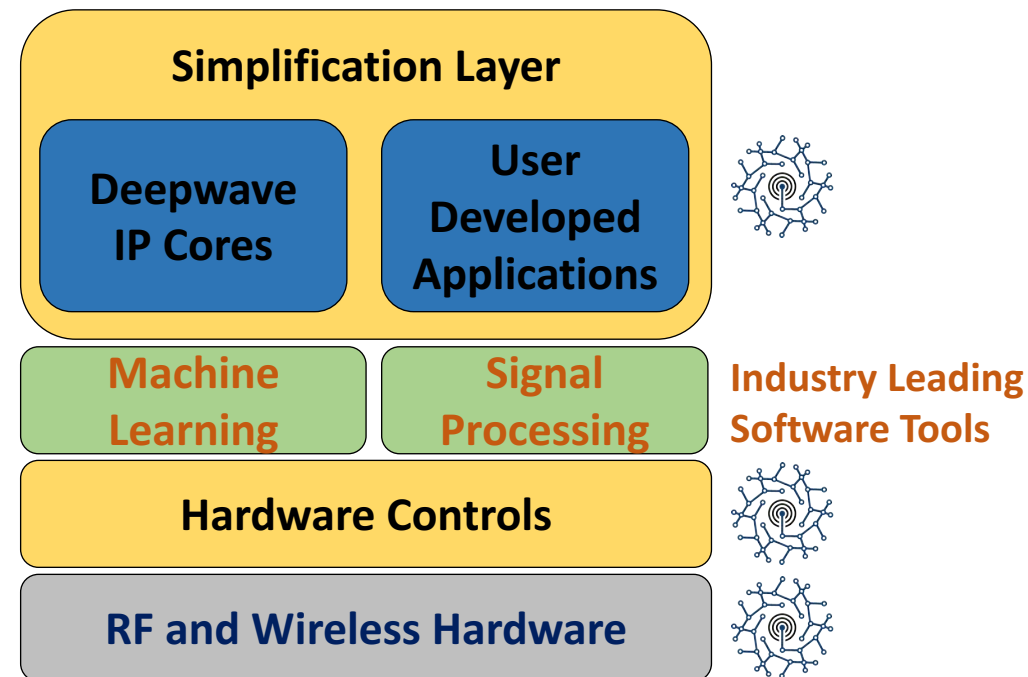 Simplification Layer
Deepwave
IP Cores
User
Developed
Applications
Machine
Learning
Signal
Processing
Industry Leading
Software Tools
Hardware Controls
RF and Wireless Hardware